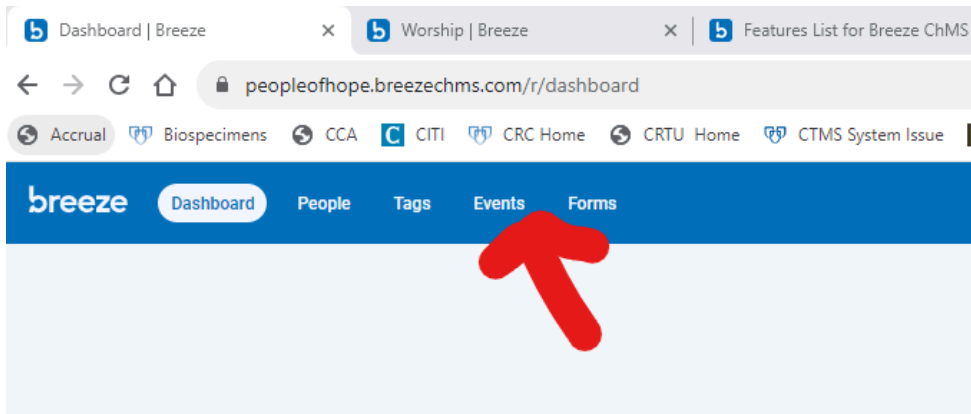 Dashboard | Breeze
Worship | Breeze
Features List for Breeze ChMS
peopleofhope.breezechms.com/r/dashboard
Accrual Biospecimens CCA C CITI CRC Home CRTU Home CTMS System Issue
breeze Dashboard People Tags Events Forms